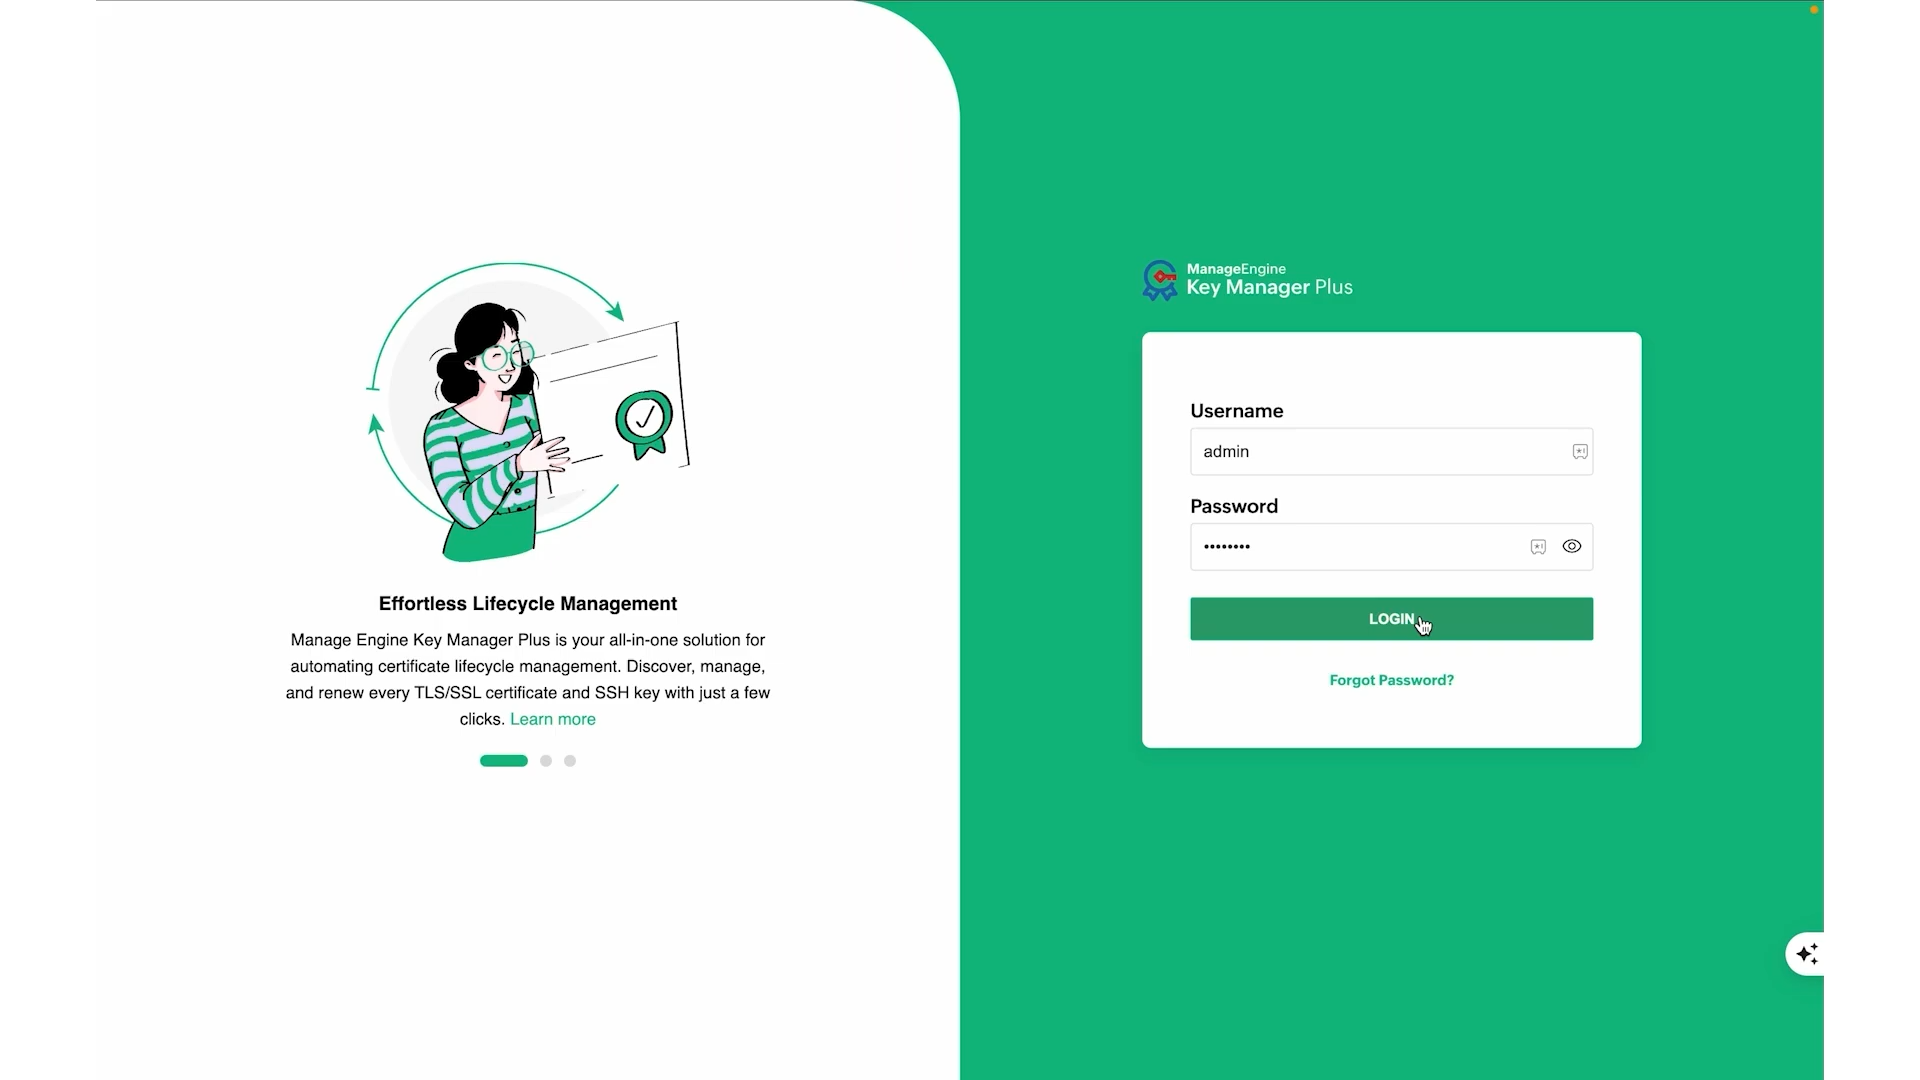 Effortless Lifecycle Management
Manage Engine Key Manager Plus is your all-in-one solution for
automating certificate lifecycle management. Discover, manage,
and renew every TLS/SSL certificate and SSH key with just a few
clicks. Learn more
ManageEngine
Key Manager Plus
Username
admin
Password
••••••••
LOGIN
Forgot Password?